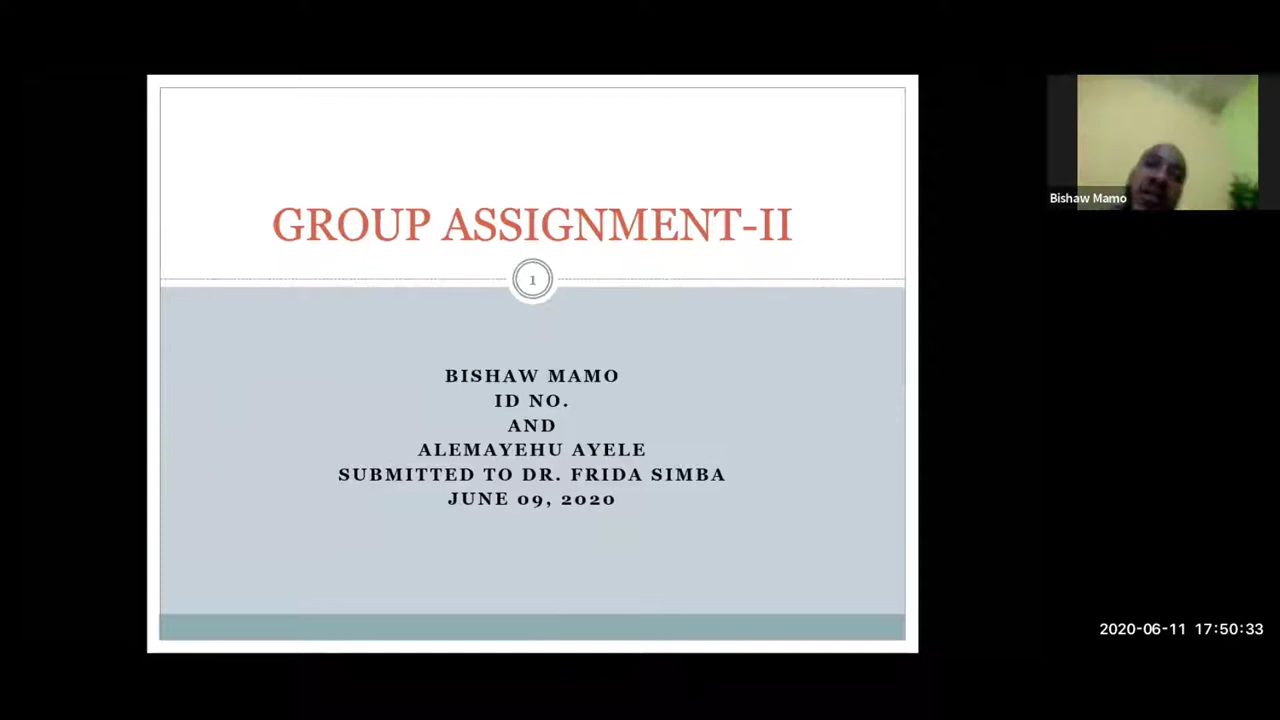 GROUP ASSIGNMENT-II
1
BISHAW MAMO
ID NO.
AND
ALEMAYEHU AYELE
SUBMITTED TO DR. FRIDA SIMBA
JUNE 09, 2020
Bishaw Mamo
2020-06-11 17:50:33